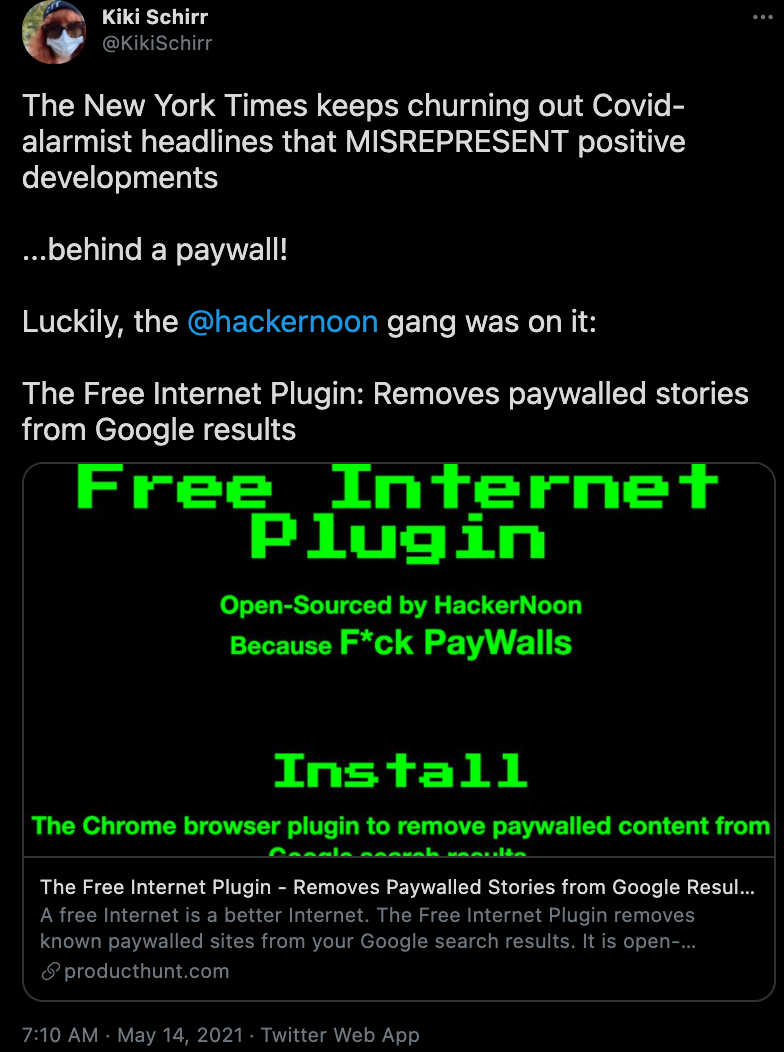 Kiki Schirr
@KikiSchirr
The New York Times keeps churning out Covid-
alarmist headlines that MISREPRESENT positive
developments
...behind a paywall!
Luckily, the @hackernoon gang was on it:
The Free Internet Plugin: Removes paywalled stories
from Google results
Free Internet
Plugin
Open-Sourced by HackerNoon
Because F*ck PayWalls
Install
The Chrome browser plugin to remove paywalled content from
Google search results.
The Free Internet Plugin - Removes Paywalled Stories from Google Resul...
A free Internet is a better Internet. The Free Internet Plugin removes
known paywalled sites from your Google search results. It is open-...
producthunt.com
7:10 AM · May 14, 2021 · Twitter Web App